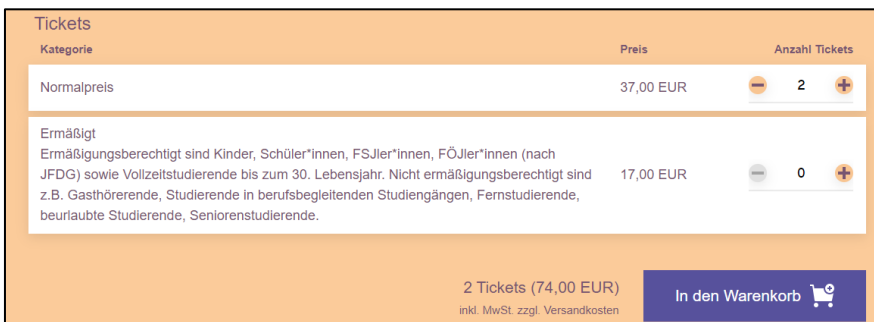 Tickets
Kategorie Preis Anzahl Tickets
Normalpreis 37,00 EUR 2
Ermäßigt
Ermäßigungsberechtigt sind Kinder, Schüler*innen, FSJler*innen, FÖJler*innen (nach
JFDG) sowie Vollzeitstudierende bis zum 30. Lebensjahr. Nicht ermäßigungsberechtigt sind 17,00 EUR 0
z.B. Gasthörerende, Studierende in berufsbegleitenden Studiengängen, Fernstudierende,
beurlaubte Studierende, Seniorenstudierende.
2 Tickets (74,00 EUR)
inkl. MwSt. zzgl. Versandkosten
In den Warenkorb